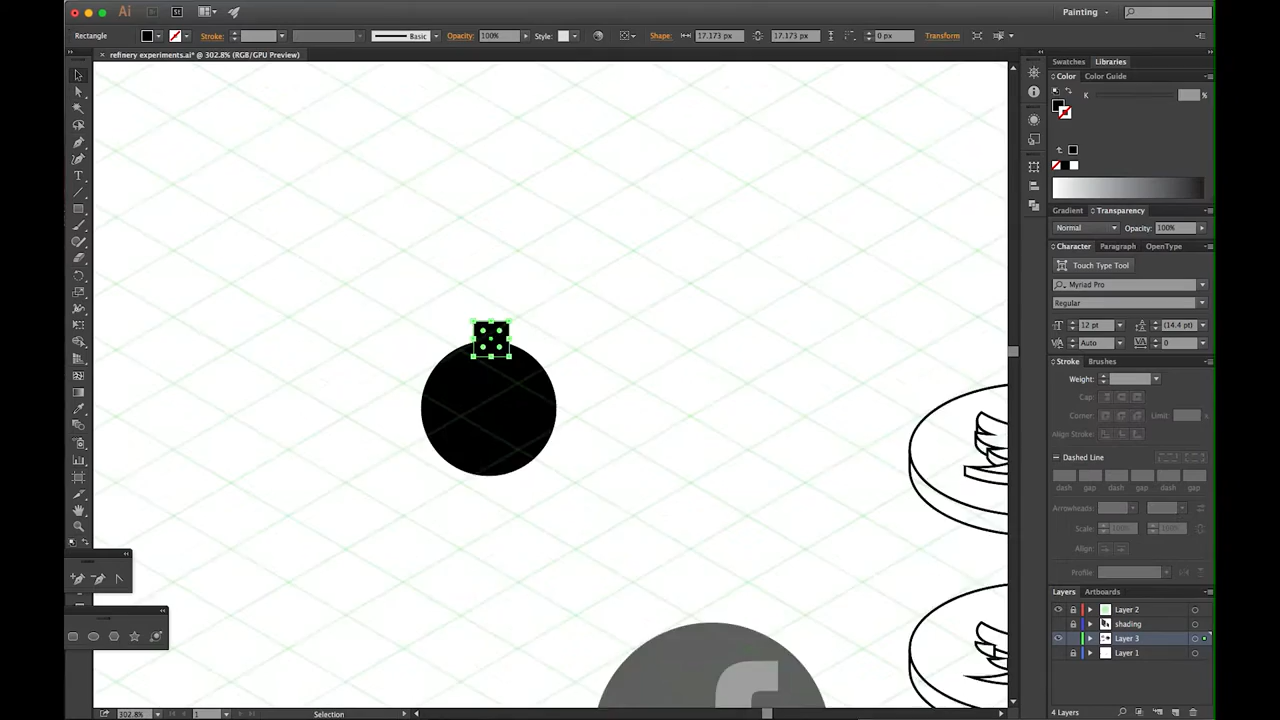 Ai Br St Painting
Rectangle Stroke: Basic Opacity: 100% Style: Shape: 17.173 px 17.173 px 0 px Transform
× refinery experiments.ai* @ 302.8% (RGB/GPU Preview)
Swatches Libraries
Color Color Guide
K %
Gradient Transparency
Normal Opacity: 100%
Character Paragraph OpenType
Touch Type Tool
Myriad Pro
Regular
12 pt (14.4 pt)
Auto 0
Stroke Brushes
Weight:
Cap:
Corner: Limit: x
Align Stroke:
Dashed Line
dash gap dash gap dash gap
Arrowheads:
Scale: 100% 100%
Align:
Profile:
f
Layers Artboards
Layer 2
shading
Layer 3
Layer 1
4 Layers
302.8% 1 Selection